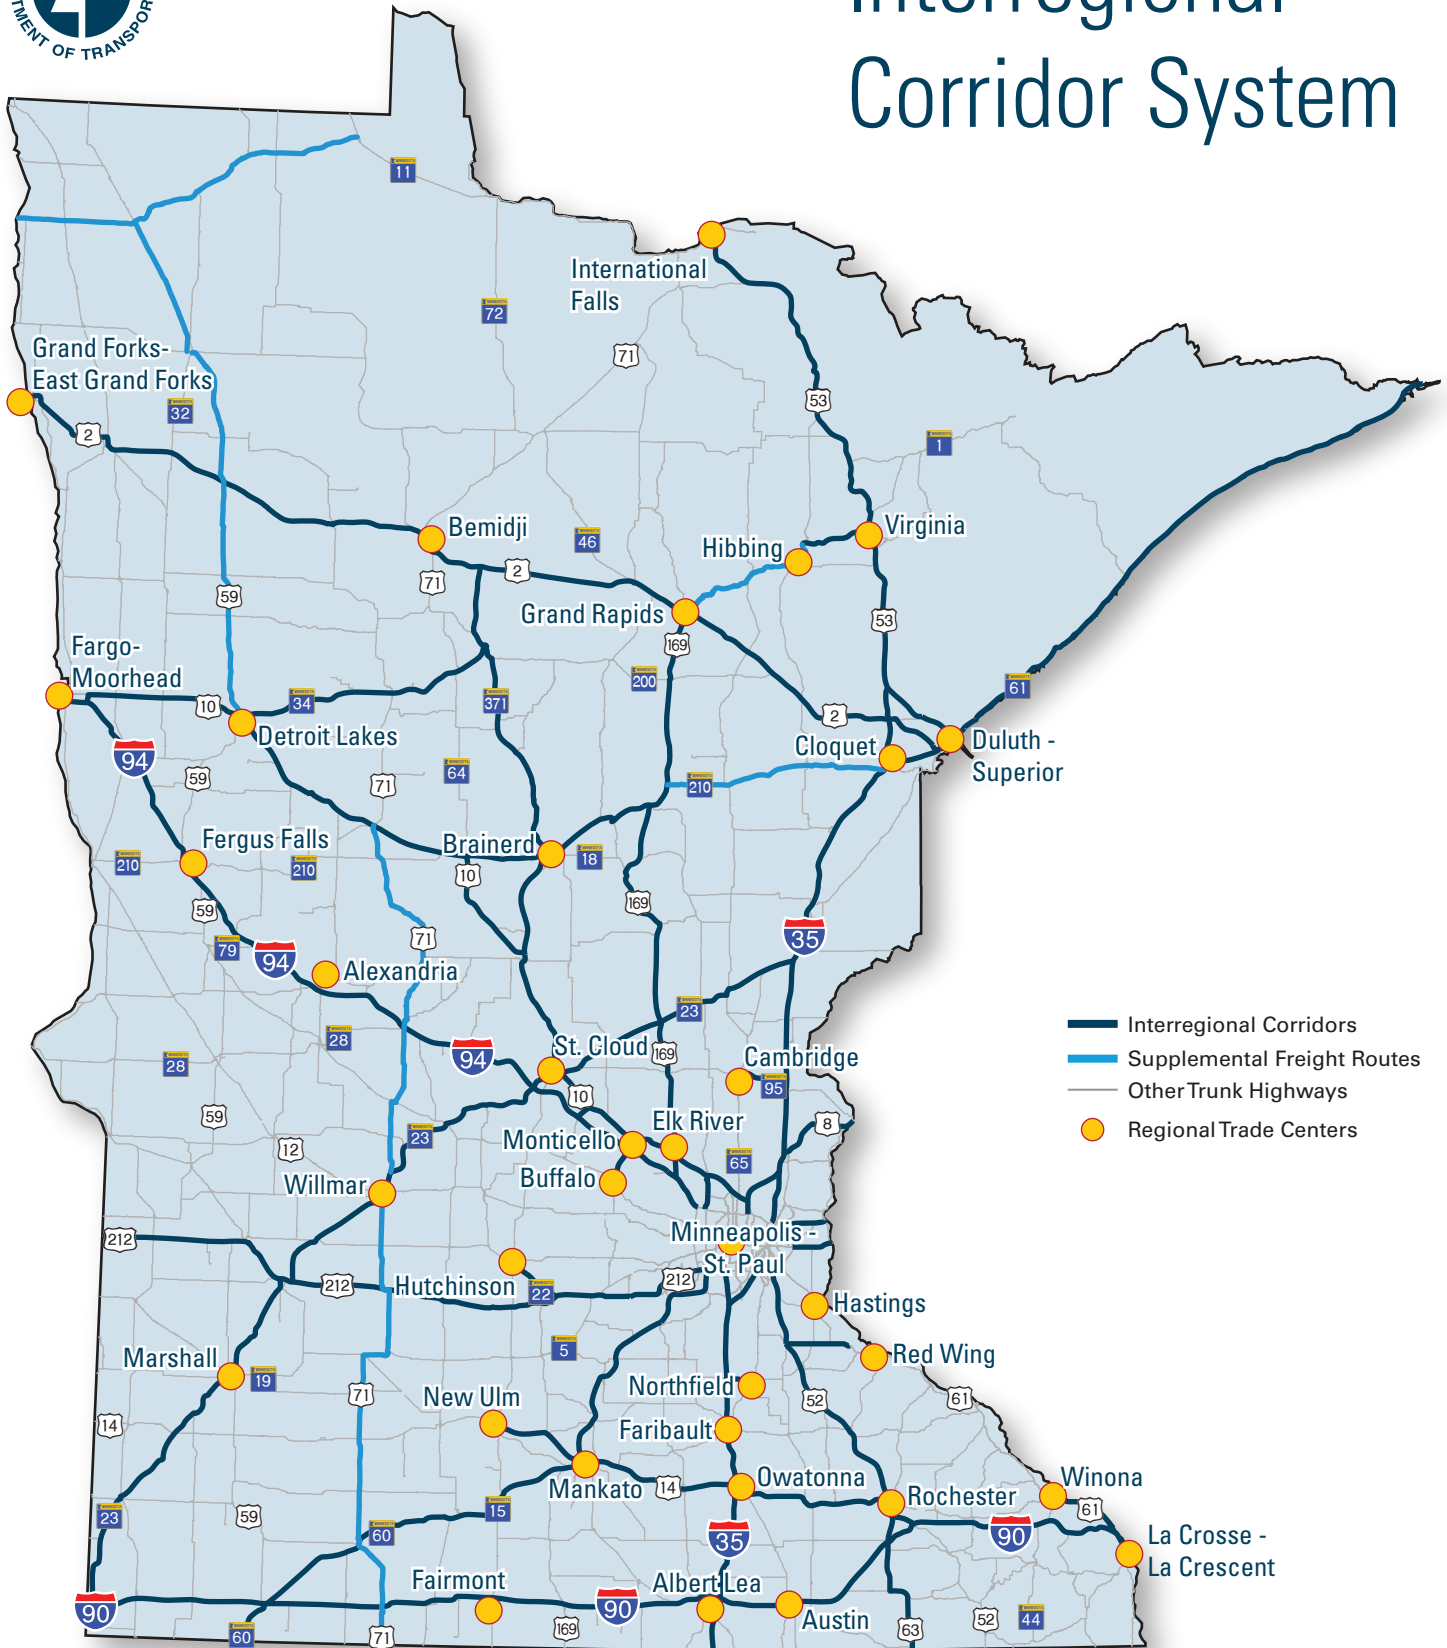 TMENT OF TRANSPOR
Interregional
Corridor System
11
International
Falls
72
71
Grand Forks-
East Grand Forks
32
53
2
1
Bemidji
46
Virginia
Hibbing
2
71
59
Grand Rapids
53
169
Fargo-
Moorhead
200
61
10
34
371
2
Detroit Lakes
Cloquet
Duluth -
Superior
94
59
64
71
210
Fergus Falls
Brainerd
210
210
18
10
169
59
71
79
94
35
Alexandria
23
Interregional Corridors
Supplemental Freight Routes
Other Trunk Highways
Regional Trade Centers
28
28
94
St. Cloud
169
Cambridge
95
10
59
23
Monticello
Elk River
8
12
65
Buffalo
Willmar
212
Minneapolis -
St. Paul
212
Hutchinson
22
212
Hastings
5
Marshall
19
Red Wing
Northfield
71
New Ulm
52
61
14
Faribault
Mankato
14
Owatonna
Winona
Rochester
61
23
59
15
60
35
90
La Crosse -
La Crescent
Fairmont
Albert Lea
90
90
Austin
52
44
60
71
169
63